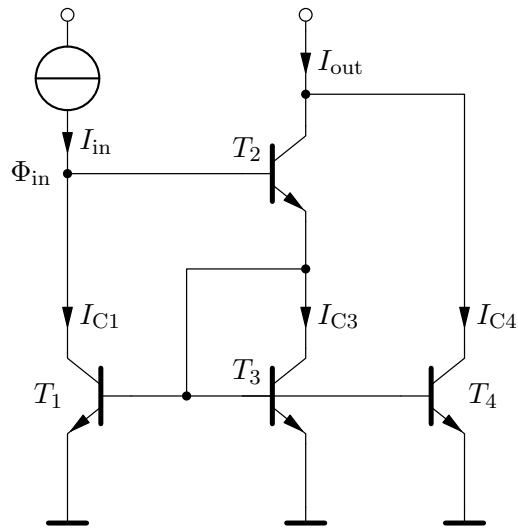 I_out
I_in
Φ_in
T_2
I_C1
I_C3
I_C4
T_1
T_3
T_4